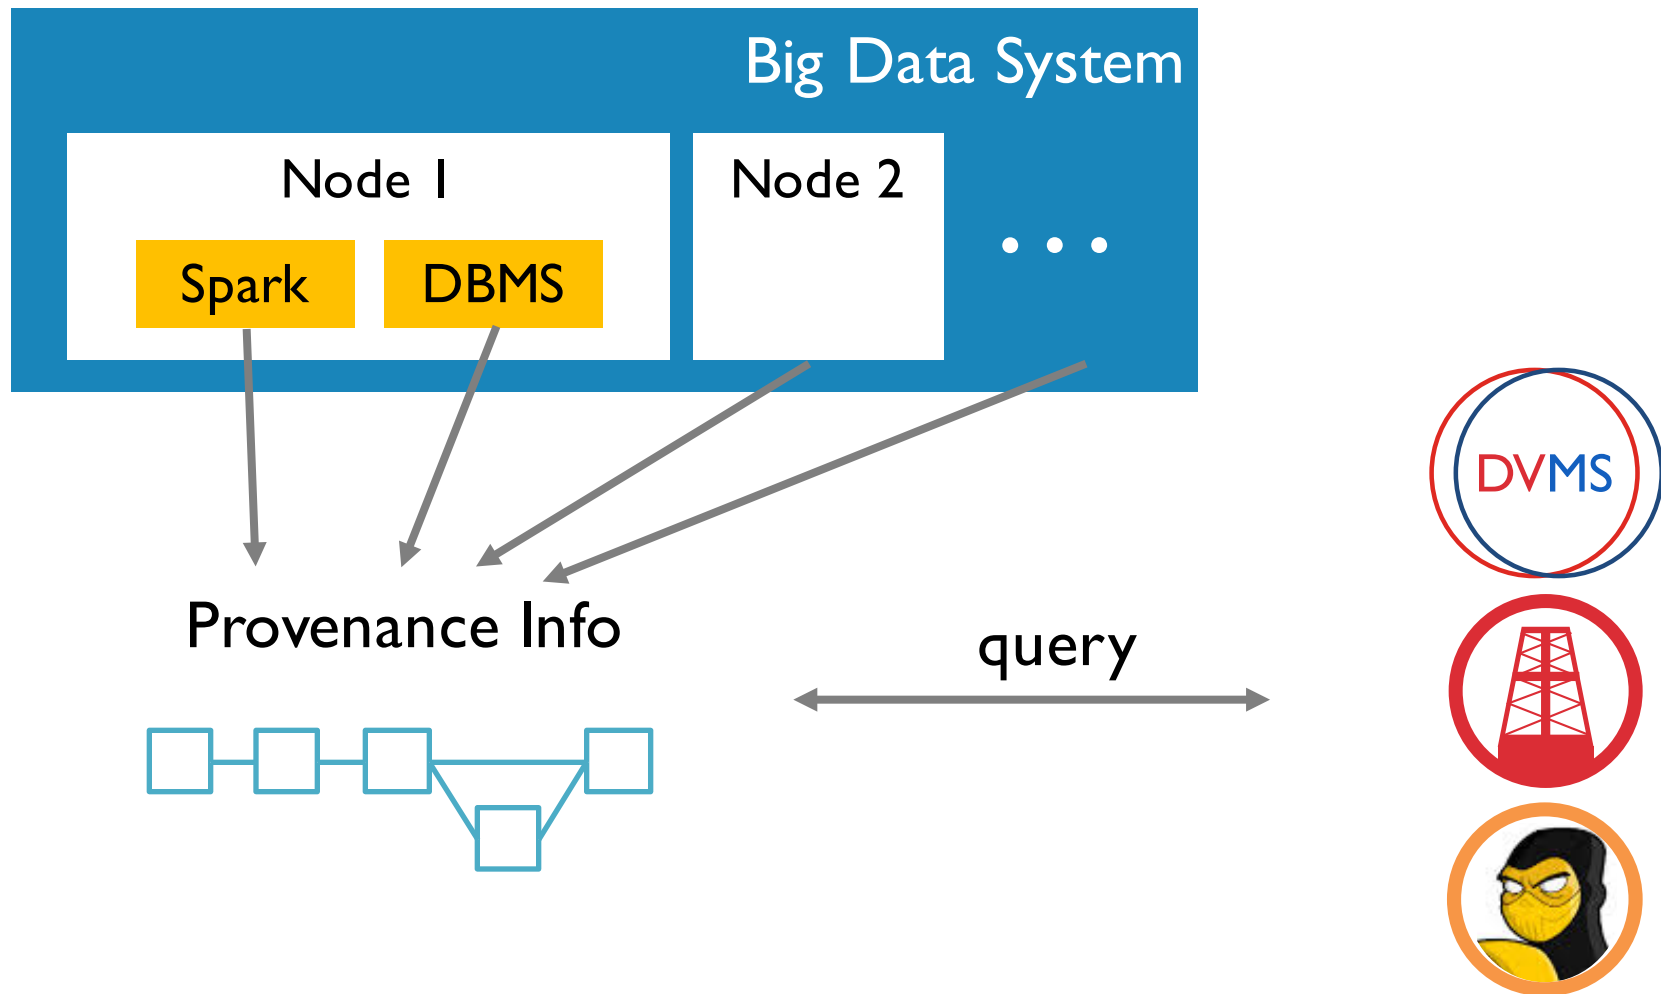 Big Data System
Node 1
Node 2
Spark
DBMS
...
DVMS
Provenance Info
query